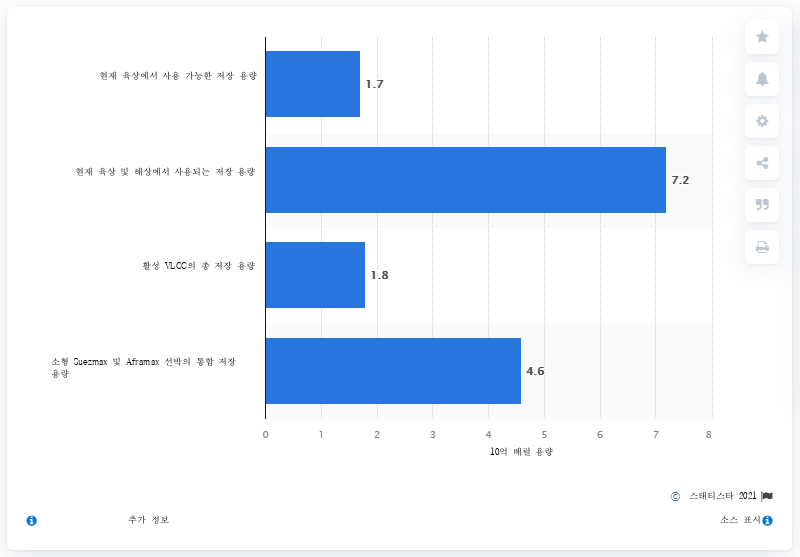 현재 육상에서 사용 가능한 저장 용량
1.7
현재 육상 및 해상에서 사용되는 저장 용량
7.2
활성 VLCC의 총 저장 용량
1.8
소형 Suezmax 및 Aframax 선박의 통합 저장
용량
4.6
0 1 2 3 4 5 6 7 8
10억 배럴 용량
© 스태티스타 2021
추가 정보
소스 표시